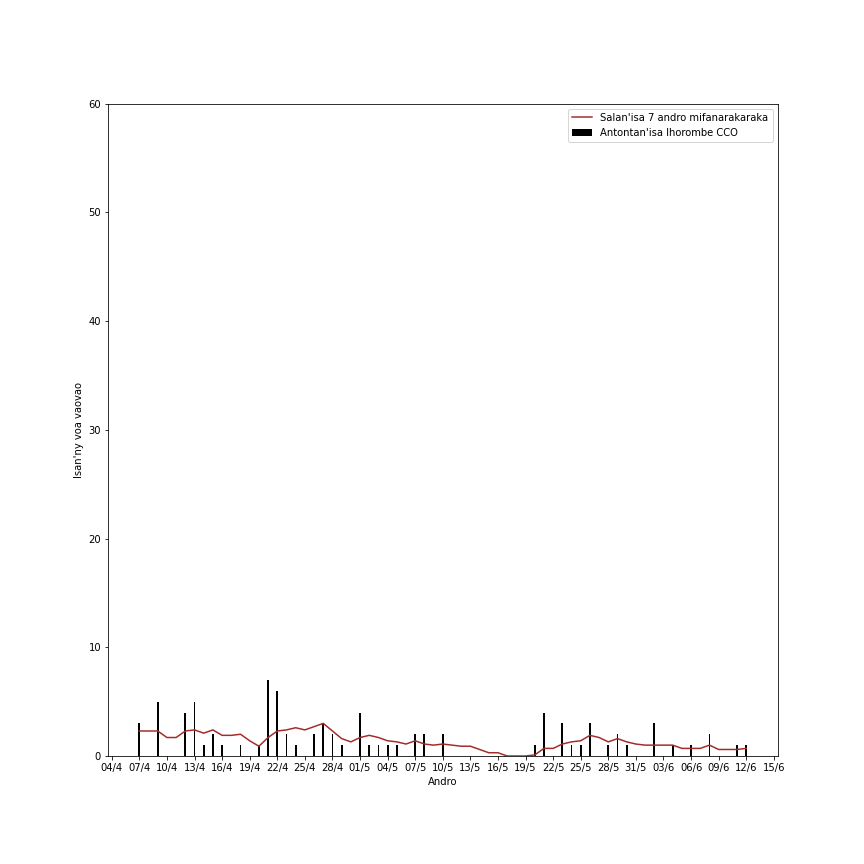 60
Salan'isa 7 andro mifanarakaraka
Antontan'isa Ihorombe CCO
50
40
30
20
10
0
Isan'ny voa vaovao
04/4 07/4 10/4 13/4 16/4 19/4 22/4 25/4 28/4 01/5 04/5 07/5 10/5 13/5 16/5 19/5 22/5 25/5 28/5 31/5 03/6 06/6 09/6 12/6 15/6
Andro